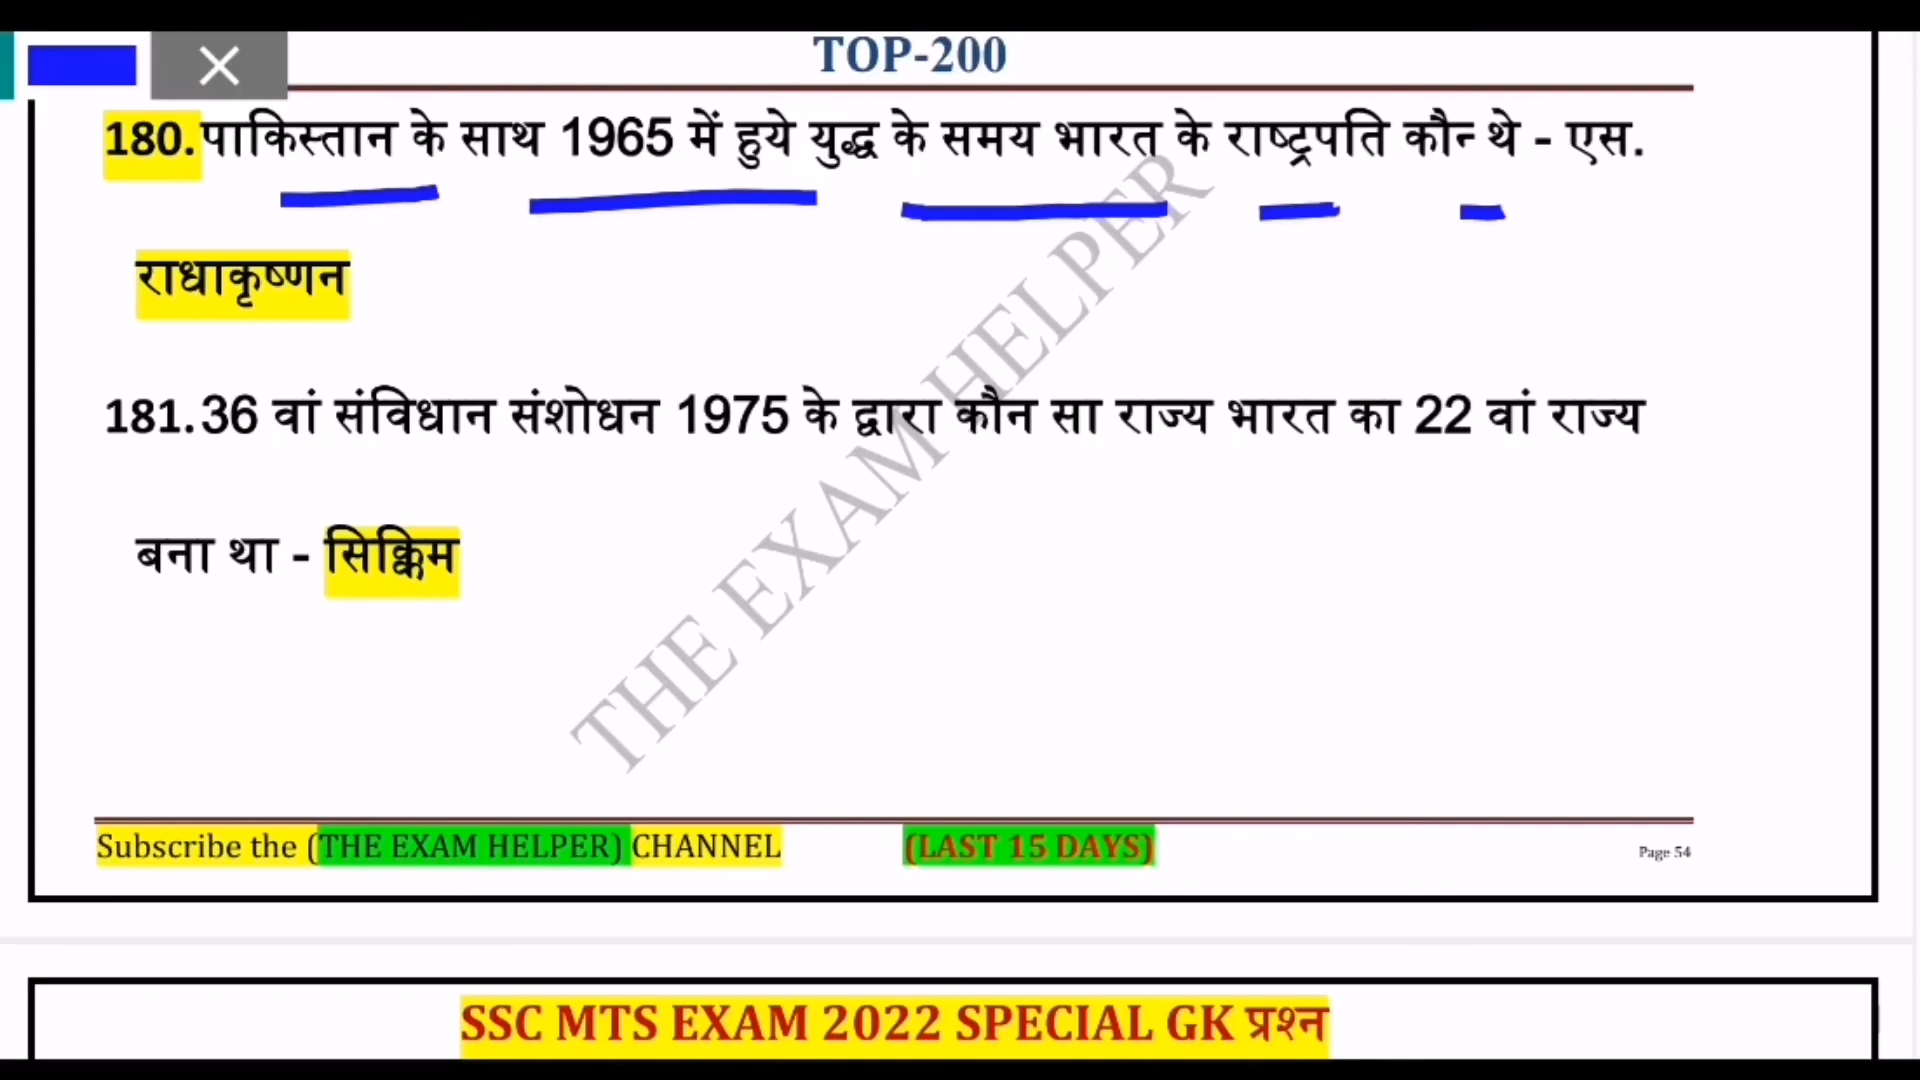 TOP-200
180. पाकिस्तान के साथ 1965 में हुये युद्ध के समय भारत के राष्ट्रपति कौन थे - एस.
राधाकृष्णन
181. 36 वां संविधान संशोधन 1975 के द्वारा कौन सा राज्य भारत का 22 वां राज्य
बना था - सिक्किम
THE EXAM HELPER
Subscribe the (THE EXAM HELPER) CHANNEL (LAST 15 DAYS) Page 54
SSC MTS EXAM 2022 SPECIAL GK प्रश्न